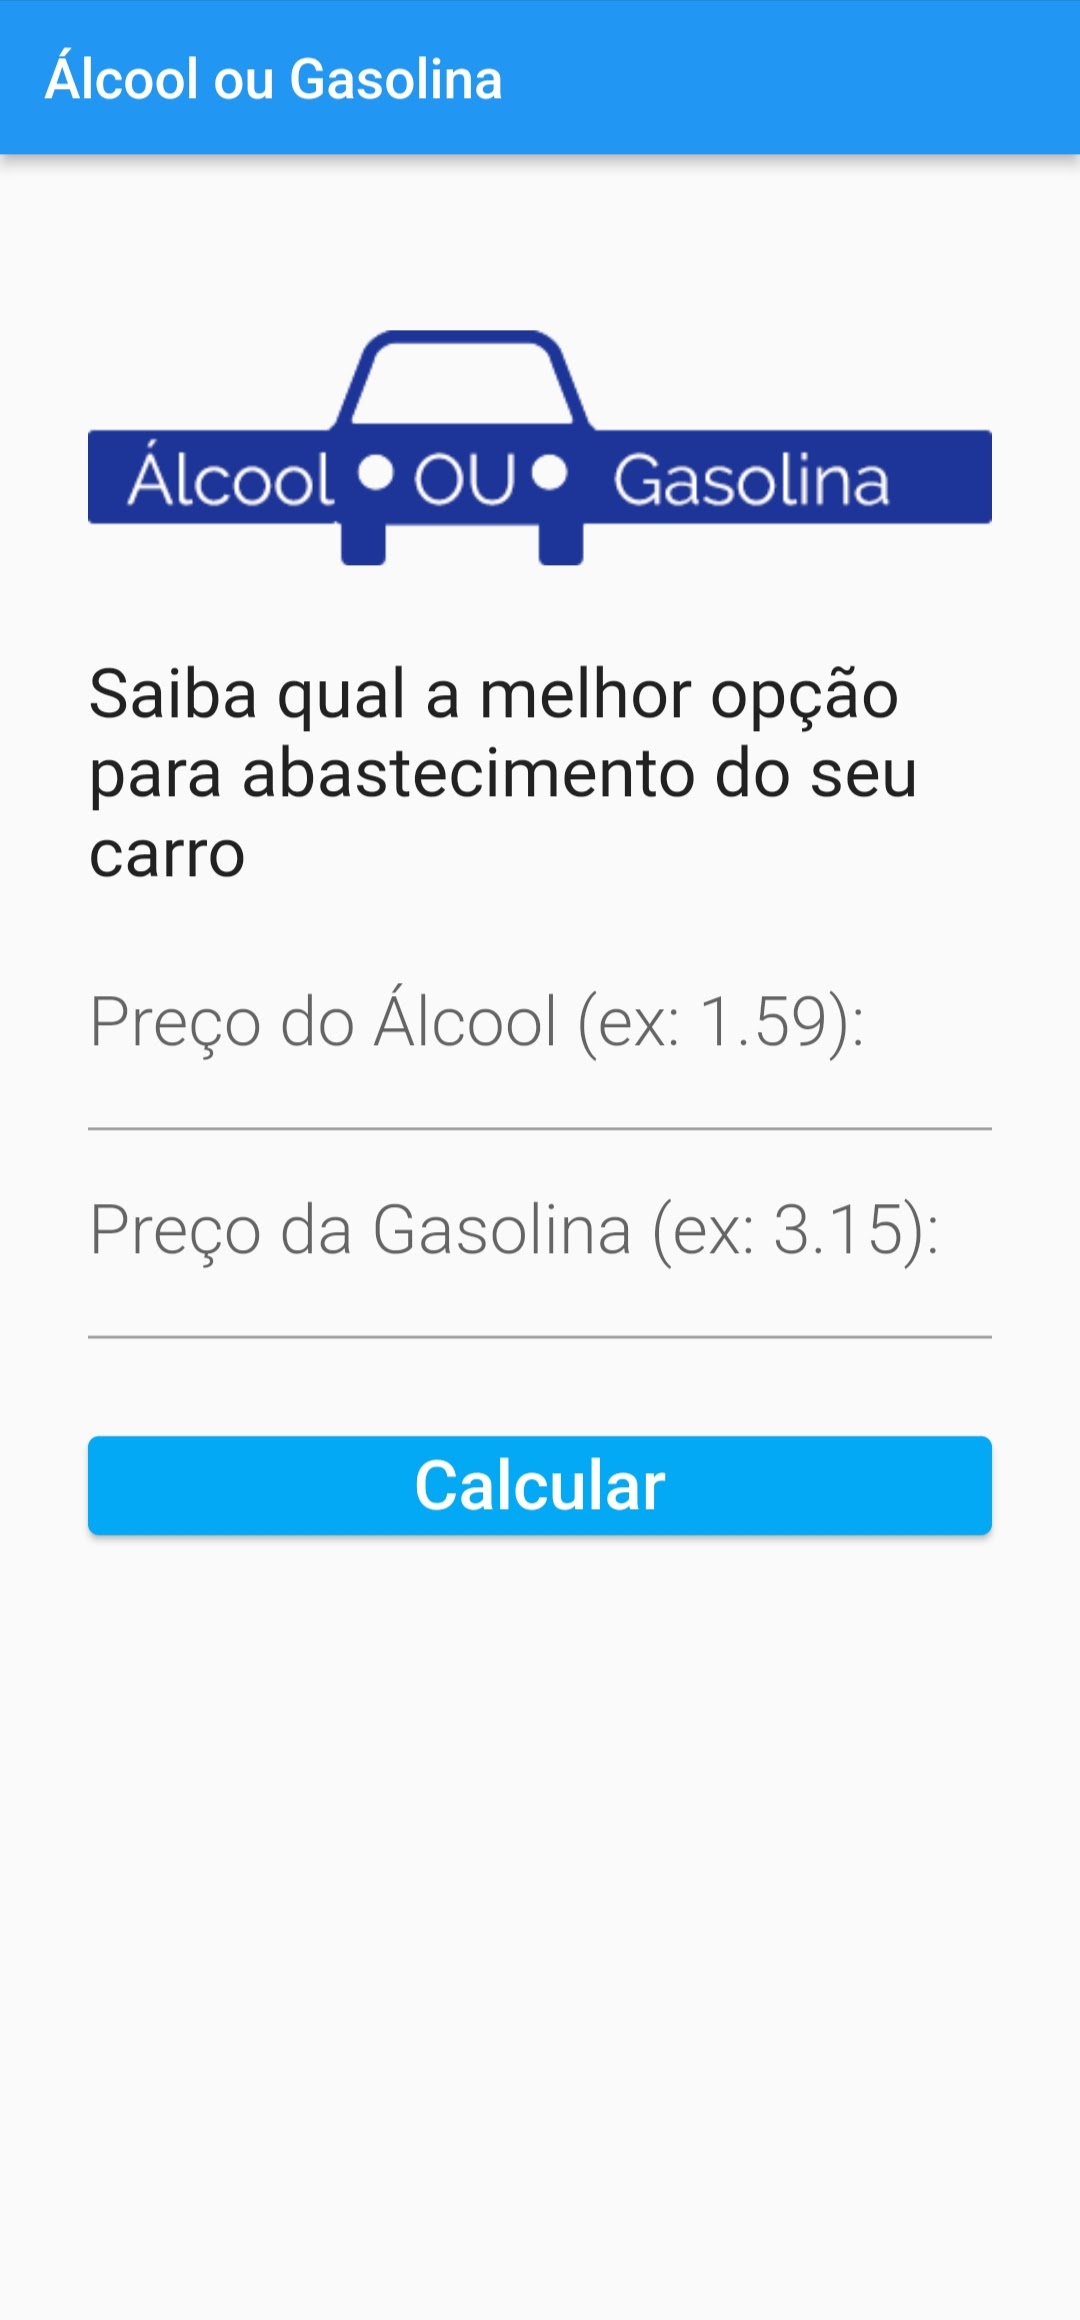 Álcool ou Gasolina
Álcool OU Gasolina
Saiba qual a melhor opção
para abastecimento do seu
carro
Preço do Álcool (ex: 1.59):
Preço da Gasolina (ex: 3.15):
Calcular